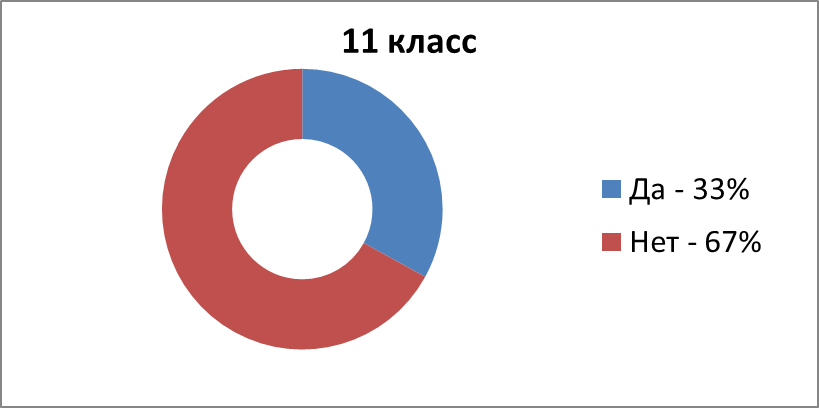 11 класс
Да - 33%
Нет - 67%